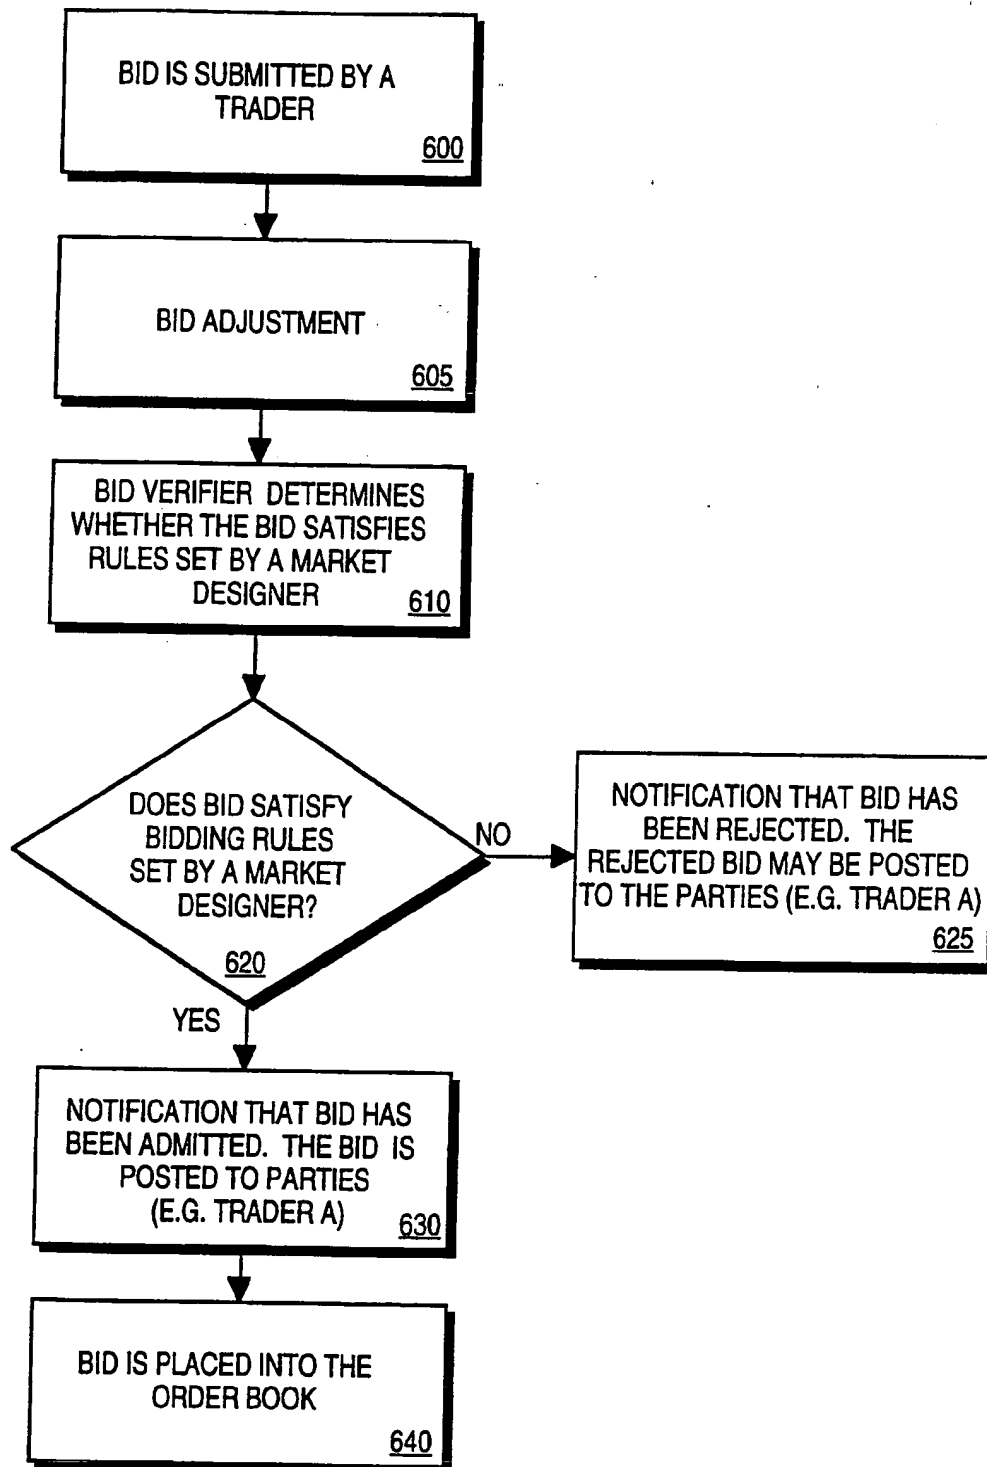 BID IS SUBMITTED BY A
TRADER
600
BID ADJUSTMENT
605
BID VERIFIER DETERMINES
WHETHER THE BID SATISFIES
RULES SET BY A MARKET
DESIGNER
610
DOES BID SATISFY
BIDDING RULES
SET BY A MARKET
DESIGNER?
620
NO
NOTIFICATION THAT BID HAS
BEEN REJECTED. THE
REJECTED BID MAY BE POSTED
TO THE PARTIES (E.G. TRADER A)
625
YES
NOTIFICATION THAT BID HAS
BEEN ADMITTED. THE BID IS
POSTED TO PARTIES
(E.G. TRADER A)
630
BID IS PLACED INTO THE
ORDER BOOK
640